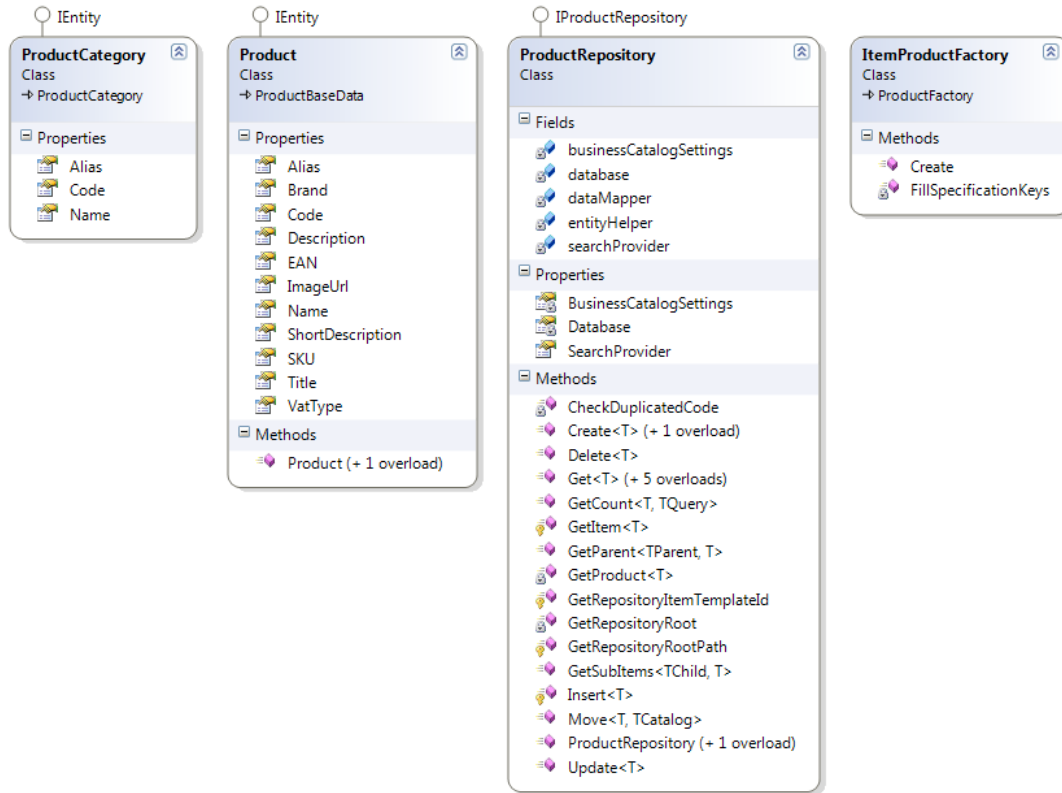 IEntity
ProductCategory
Class
ProductCategory
Properties
Alias
Code
Name
IEntity
Product
Class
ProductBaseData
Properties
Alias
Brand
Code
Description
EAN
ImageUrl
Name
ShortDescription
SKU
Title
VatType
Methods
Product (+ 1 overload)
IProductRepository
ProductRepository
Class
Fields
businessCatalogSettings
database
dataMapper
entityHelper
searchProvider
Properties
BusinessCatalogSettings
Database
SearchProvider
Methods
CheckDuplicatedCode
Create<T> (+ 1 overload)
Delete<T>
Get<T> (+ 5 overloads)
GetCount<T, TQuery>
GetItem<T>
GetParent<TParent, T>
GetProduct<T>
GetRepositoryItemTemplateId
GetRepositoryRoot
GetRepositoryRootPath
GetSubItems<TChild, T>
Insert<T>
Move<T, TCatalog>
ProductRepository (+ 1 overload)
Update<T>
ItemProductFactory
Class
ProductFactory
Methods
Create
FillSpecificationKeys